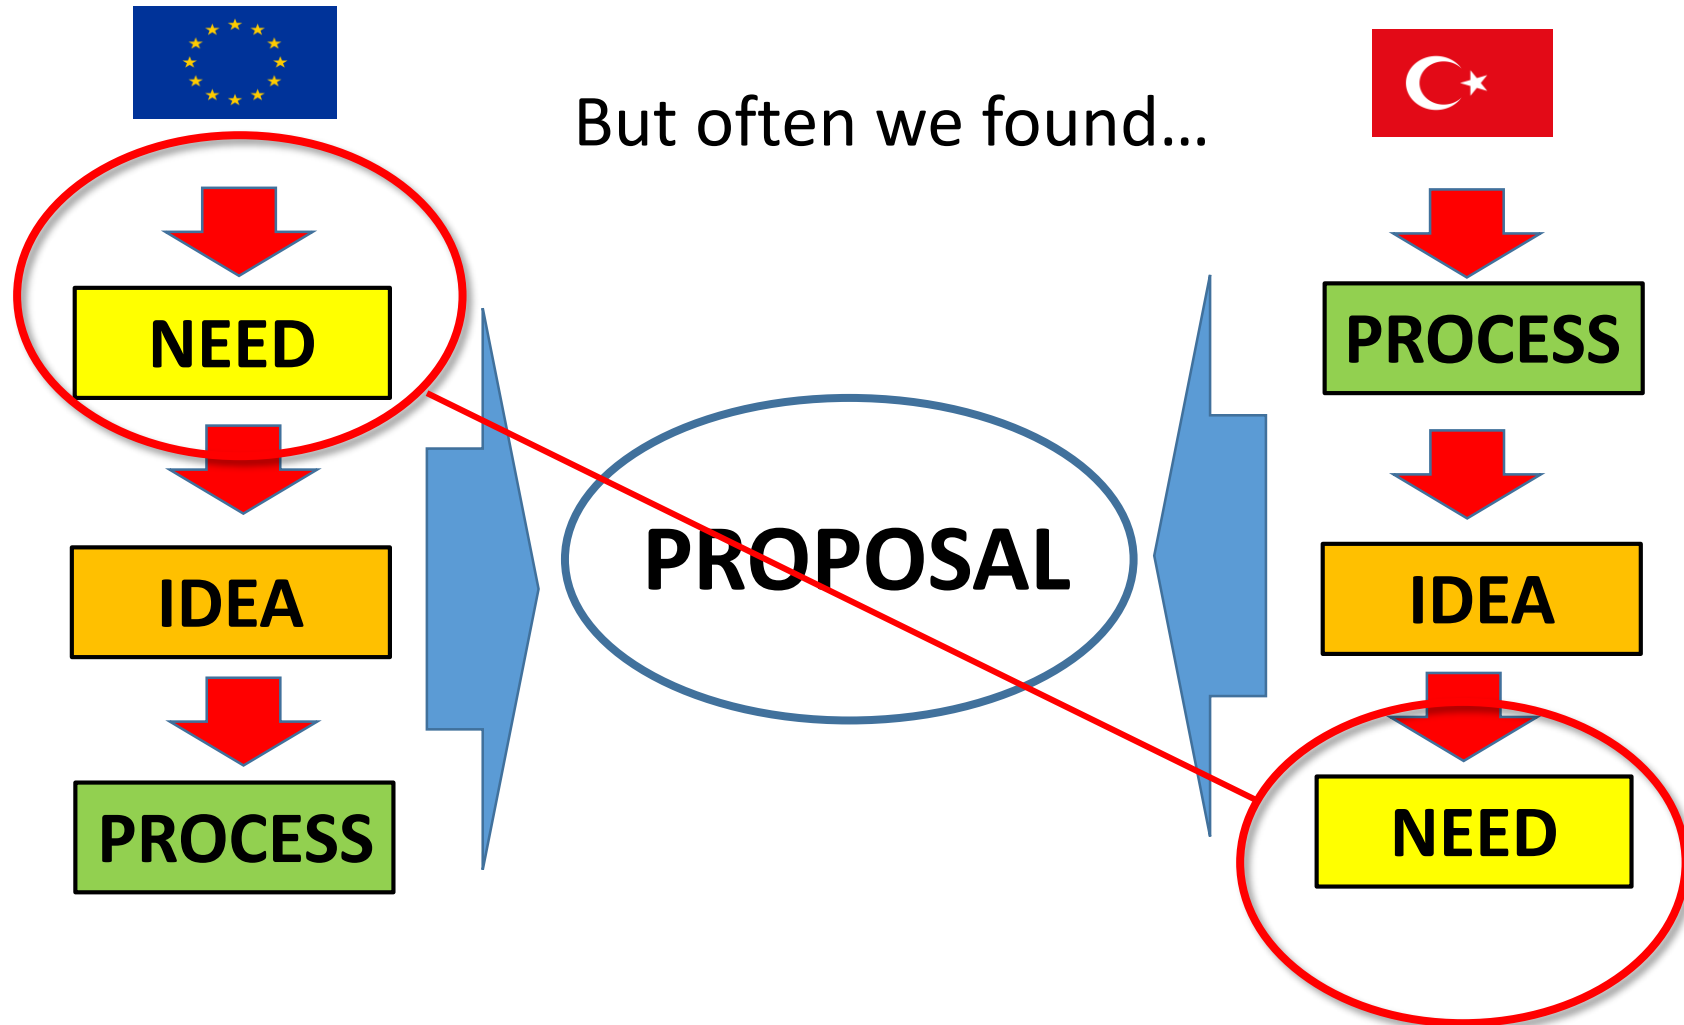 But often we found...
NEED
IDEA
PROCESS
PROPOSAL
PROCESS
IDEA
NEED